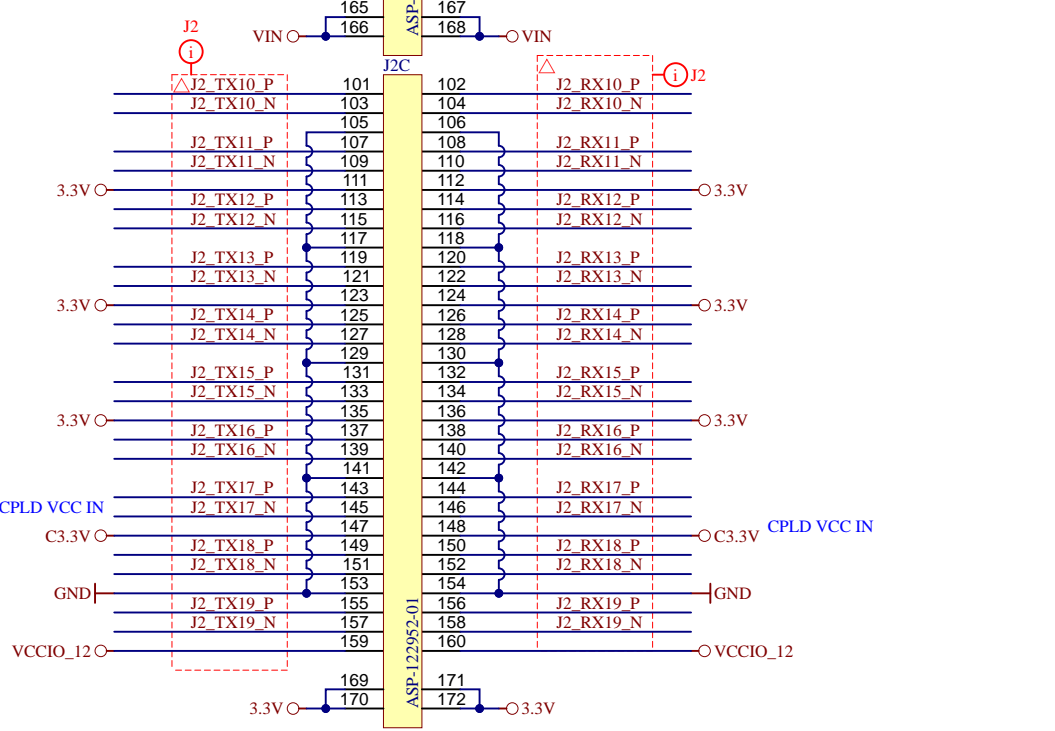 165 ASP- 167
VIN 166 168 VIN
J2 J2C
i
J2_TX10_P 101 102 J2_RX10_P i J2
J2_TX10_N 103 104 J2_RX10_N
105 106
J2_TX11_P 107 108 J2_RX11_P
J2_TX11_N 109 110 J2_RX11_N
3.3V 111 112 3.3V
J2_TX12_P 113 114 J2_RX12_P
J2_TX12_N 115 116 J2_RX12_N
117 118
J2_TX13_P 119 120 J2_RX13_P
J2_TX13_N 121 122 J2_RX13_N
3.3V 123 124 3.3V
J2_TX14_P 125 126 J2_RX14_P
J2_TX14_N 127 128 J2_RX14_N
129 130
J2_TX15_P 131 132 J2_RX15_P
J2_TX15_N 133 134 J2_RX15_N
3.3V 135 136 3.3V
J2_TX16_P 137 138 J2_RX16_P
J2_TX16_N 139 140 J2_RX16_N
141 142
J2_TX17_P 143 144 J2_RX17_P
CPLD VCC IN J2_TX17_N 145 146 J2_RX17_N
C3.3V 147 148 C3.3V CPLD VCC IN
J2_TX18_P 149 150 J2_RX18_P
J2_TX18_N 151 152 J2_RX18_N
GND 153 154 GND
J2_TX19_P 155 156 J2_RX19_P
J2_TX19_N 157 158 J2_RX19_N
VCCIO_12 159 160 VCCIO_12
ASP-122952-01
169 171
3.3V 170 172 3.3V